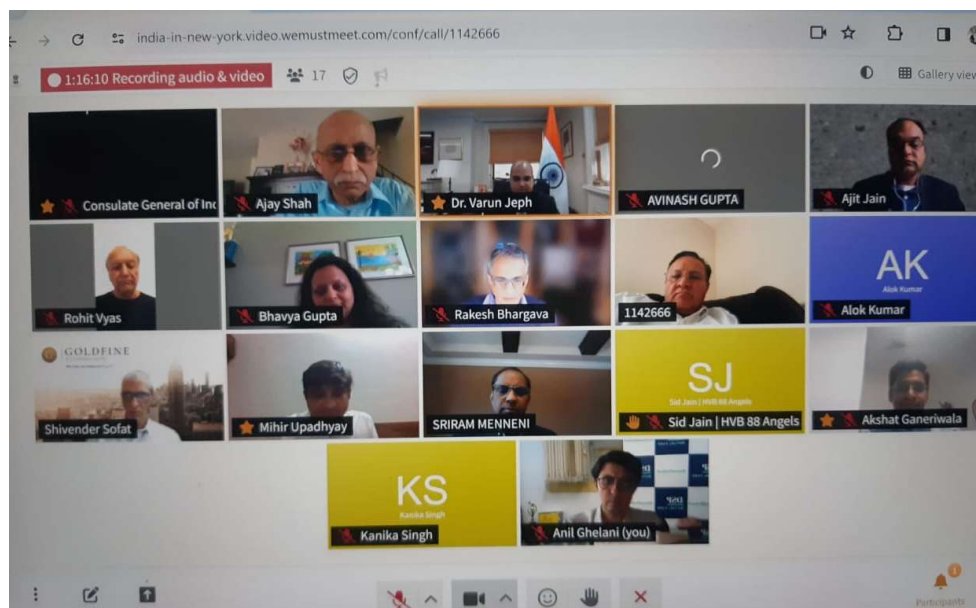 india-in-new-york.video.wemustmeet.com/conf/call/1142666
1:16:10 Recording audio & video
17
Gallery view
Consulate General of Inc
Ajay Shah
Dr. Varun Jeph
AVINASH GUPTA
Ajit Jain
Rohit Vyas
Bhavya Gupta
Rakesh Bhargava
1142666
AK
Alok Kumar
Alok Kumar
GOLDFINE
Shivender Sofat
Mihir Upadhyay
SRIRAM MENNENI
SJ
Sid Jain | HVB 88 Angels
Sid Jain | HVB 88 Angels
Akshat Ganeriwala
KS
Kanika Singh
Kanika Singh
Anil Ghelani (you)
1
Participants